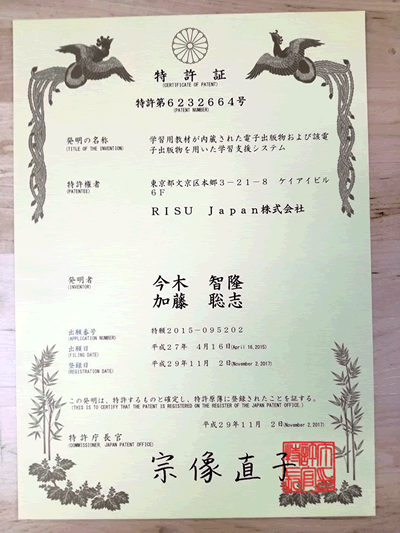 特許証
(CERTIFICATE OF PATENT)
特許第6232664号
(PATENT NUMBER)
発明の名称
(TITLE OF THE INVENTION)
学習用教材が内蔵された電子出版物および該電
子出版物を用いた学習支援システム
特許権者
(PATENTEE)
東京都文京区本郷3-21-8 ケイアイビル
6F
RISU Japan株式会社
発明者
(INVENTOR)
今木 智隆
加藤 聡志
出願番号
(APPLICATION NUMBER)
特願2015-095202
出願日
(FILING DATE)
平成27年 4月16日(April 16,2015)
登録日
(REGISTRATION DATE)
平成29年11月 2日(November 2,2017)
この発明は、特許するものと確定し、特許原簿に登録されたことを証する。
(THIS IS TO CERTIFY THAT THE PATENT IS REGISTERED ON THE REGISTER OF THE JAPAN PATENT OFFICE.)
平成29年11月 2日(November 2,2017)
特許庁長官
(COMMISSIONER, JAPAN PATENT OFFICE)
宗像直子